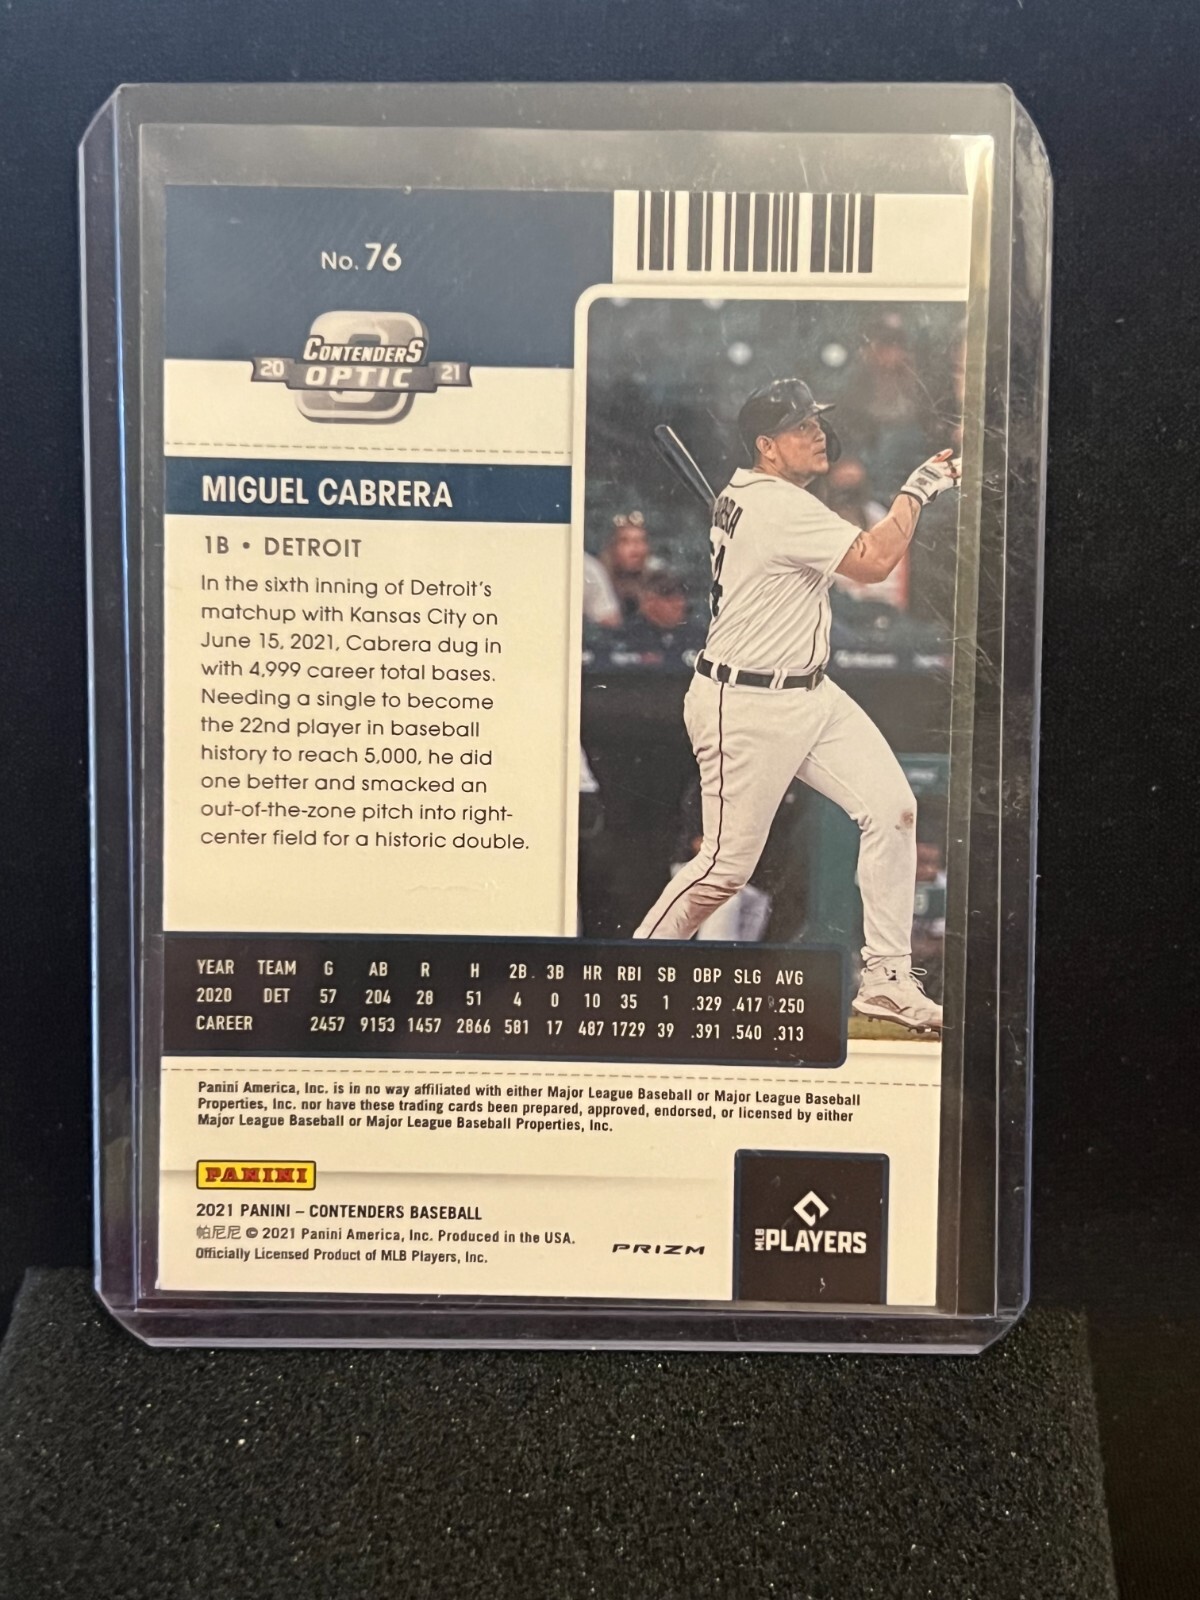 No. 76
CONTENDERS
20 OPTIC 21
MIGUEL CABRERA
1B • DETROIT
In the sixth inning of Detroit's
matchup with Kansas City on
June 15, 2021, Cabrera dug in
with 4,999 career total bases.
Needing a single to become
the 22nd player in baseball
history to reach 5,000, he did
one better and smacked an
out-of-the-zone pitch into right-
center field for a historic double.
YEAR TEAM G AB R H 2B 3B HR RBI SB OBP SLG AVG
2020 DET 57 204 28 51 4 0 10 35 1 .329 .417 .250
CAREER 2457 9153 1457 2866 581 17 487 1729 39 .391 .540 .313
Panini America, Inc. is in no way affiliated with either Major League Baseball or Major League Baseball
Properties, Inc. nor have these trading cards been prepared, approved, endorsed, or licensed by either
Major League Baseball or Major League Baseball Properties, Inc.
PANINI
2021 PANINI – CONTENDERS BASEBALL
帕尼尼 © 2021 Panini America, Inc. Produced in the USA.
Officially Licensed Product of MLB Players, Inc.
PRIZM
MLB PLAYERS